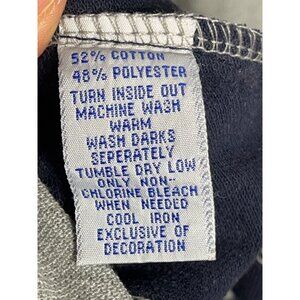 52% COTTON
48% POLYESTER
TURN INSIDE OUT
MACHINE WASH
WARM
WASH DARKS
SEPERATELY
TUMBLE DRY LOW
ONLY NON-
CHLORINE BLEACH
WHEN NEEDED
COOL IRON
EXCLUSIVE OF
DECORATION